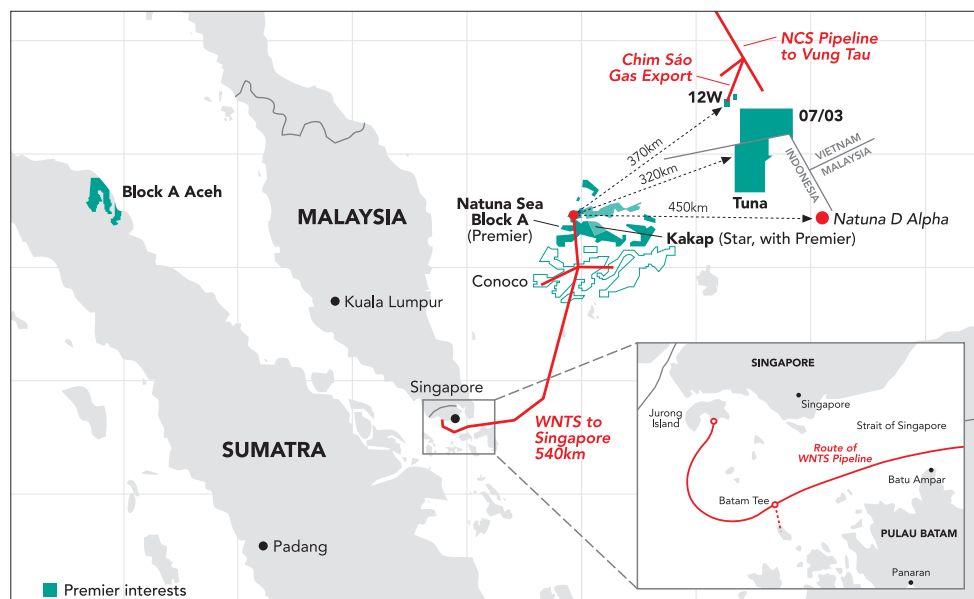 NCS Pipeline
to Vung Tau
Chim Sáo
Gas Export
12W
07/03
370km
320km
VIETNAM
MALAYSIA
INDONESIA
Block A Aceh
MALAYSIA
Natuna Sea
Block A
(Premier)
Tuna
450km
Natuna D Alpha
Kakap (Star, with Premier)
Conoco
Kuala Lumpur
Singapore
WNTS to
Singapore
540km
SUMATRA
Padang
Premier interests
SINGAPORE
Singapore
Jurong
Island
Strait of Singapore
Route of
WNTS Pipeline
Batu Ampar
Batam Tee
PULAU BATAM
Panaran